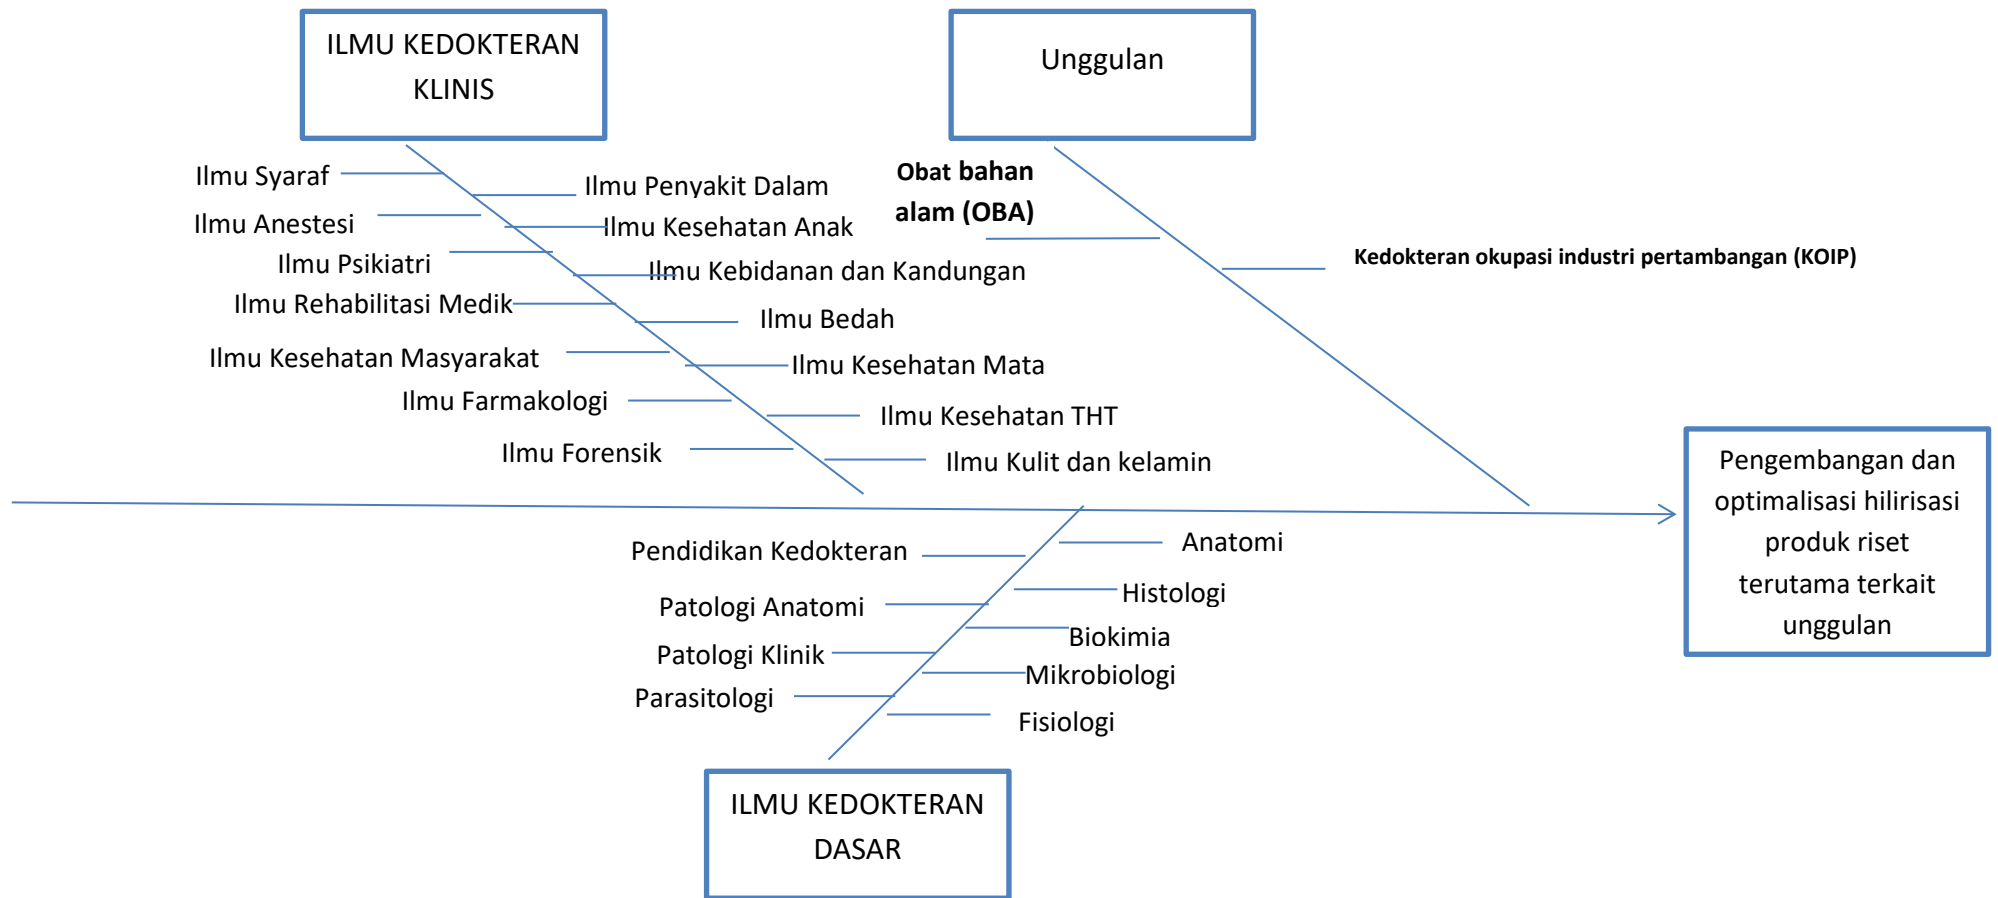 ILMU KEDOKTERAN
KLINIS
Unggulan
Ilmu Syaraf
Ilmu Penyakit Dalam
Ilmu Anestesi
Ilmu Kesehatan Anak
Ilmu Psikiatri
Ilmu Kebidanan dan Kandungan
Ilmu Rehabilitasi Medik
Ilmu Bedah
Ilmu Kesehatan Masyarakat
Ilmu Kesehatan Mata
Ilmu Farmakologi
Ilmu Kesehatan THT
Ilmu Forensik
Ilmu Kulit dan kelamin
Obat bahan
alam (OBA)
Kedokteran okupasi industri pertambangan (KOIP)
Pengembangan dan
optimalisasi hilirisasi
produk riset
terutama terkait
unggulan
Pendidikan Kedokteran
Anatomi
Patologi Anatomi
Histologi
Patologi Klinik
Biokimia
Parasitologi
Mikrobiologi
Fisiologi
ILMU KEDOKTERAN
DASAR